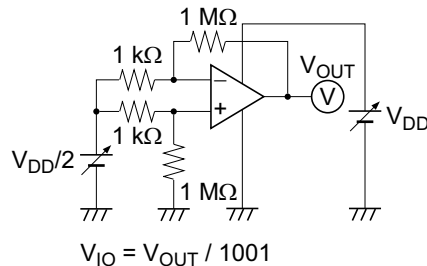 1 MΩ
1 kΩ
V_OUT
−
V
+
1 kΩ
V_DD
V_DD/2
1 MΩ
V_IO = V_OUT / 1001